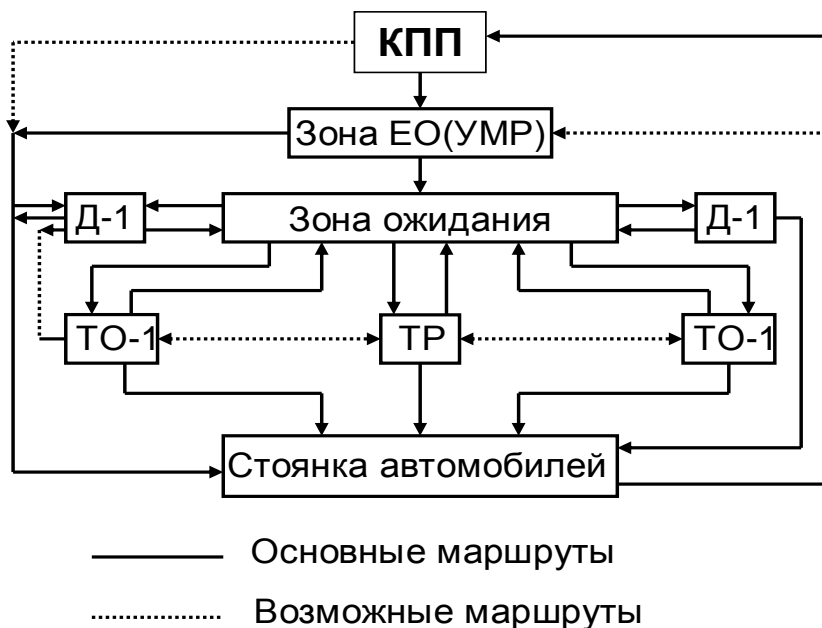 КПП
Зона ЕО(УМР)
Д-1
Зона ожидания
Д-1
ТО-1
ТР
ТО-1
Стоянка автомобилей
Основные маршруты
Возможные маршруты